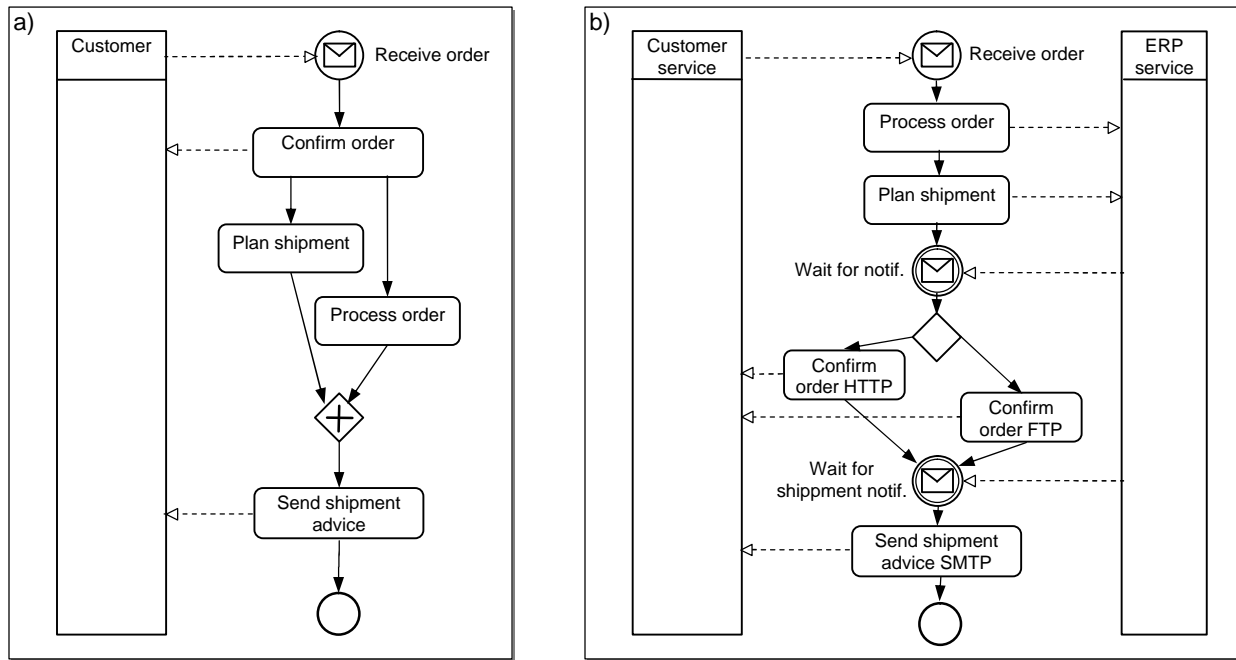 a)
Customer
Receive order
Confirm order
Plan shipment
Process order
Send shipment
advice
b)
Customer
service
Receive order
ERP
service
Process order
Plan shipment
Wait for notif.
Confirm
order HTTP
Confirm
order FTP
Wait for
shippment notif.
Send shipment
advice SMTP